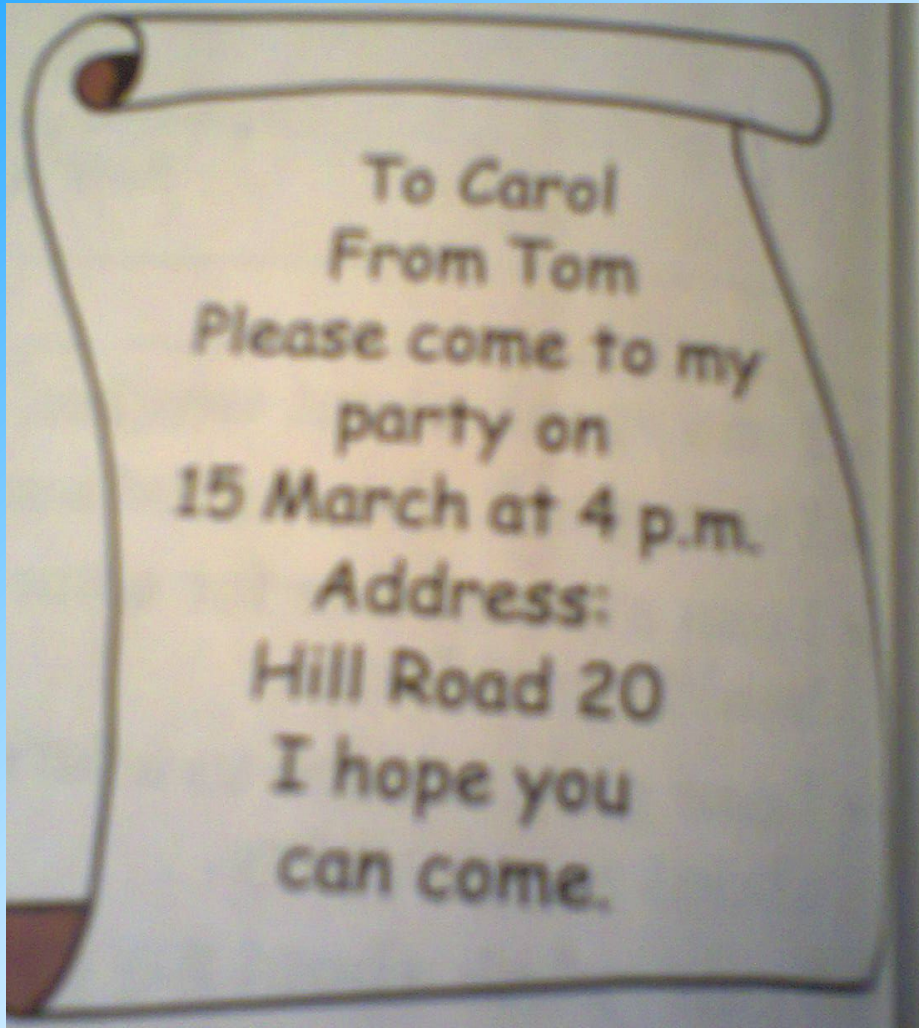 To Carol
From Tom
Please come to my
party on
15 March at 4 p.m.
Address:
Hill Road 20
I hope you
can come.